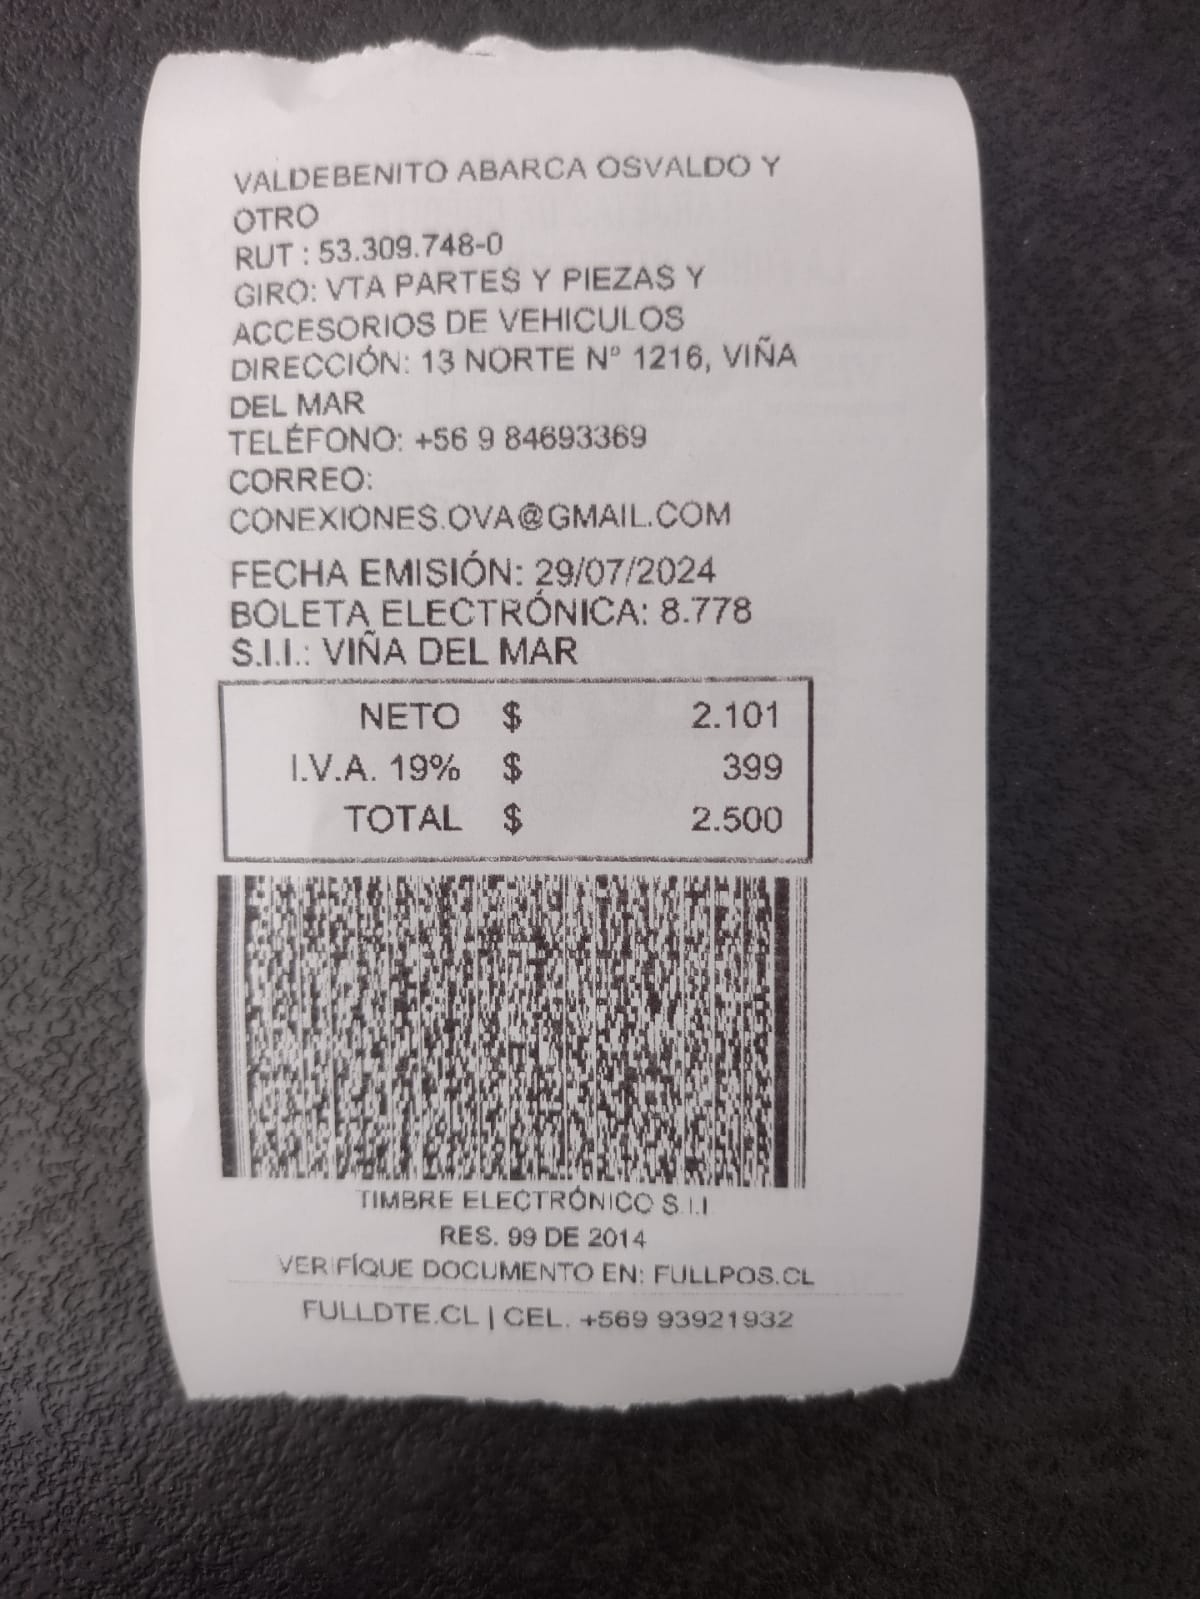 VALDEBENITO ABARCA OSVALDO Y
OTRO
RUT : 53.309.748-0
GIRO: VTA PARTES Y PIEZAS Y
ACCESORIOS DE VEHICULOS
DIRECCIÓN: 13 NORTE Nº 1216, VIÑA
DEL MAR
TELÉFONO: +56 9 84693369
CORREO:
CONEXIONES.OVA@GMAIL.COM
FECHA EMISIÓN: 29/07/2024
BOLETA ELECTRÓNICA: 8.778
S.I.I.: VIÑA DEL MAR
NETO $ 2.101
I.V.A. 19% $ 399
TOTAL $ 2.500
TIMBRE ELECTRÓNICO S.I.I
RES. 99 DE 2014
VERIFÍQUE DOCUMENTO EN: FULLPOS.CL
FULLDTE.CL | CEL. +569 93921932